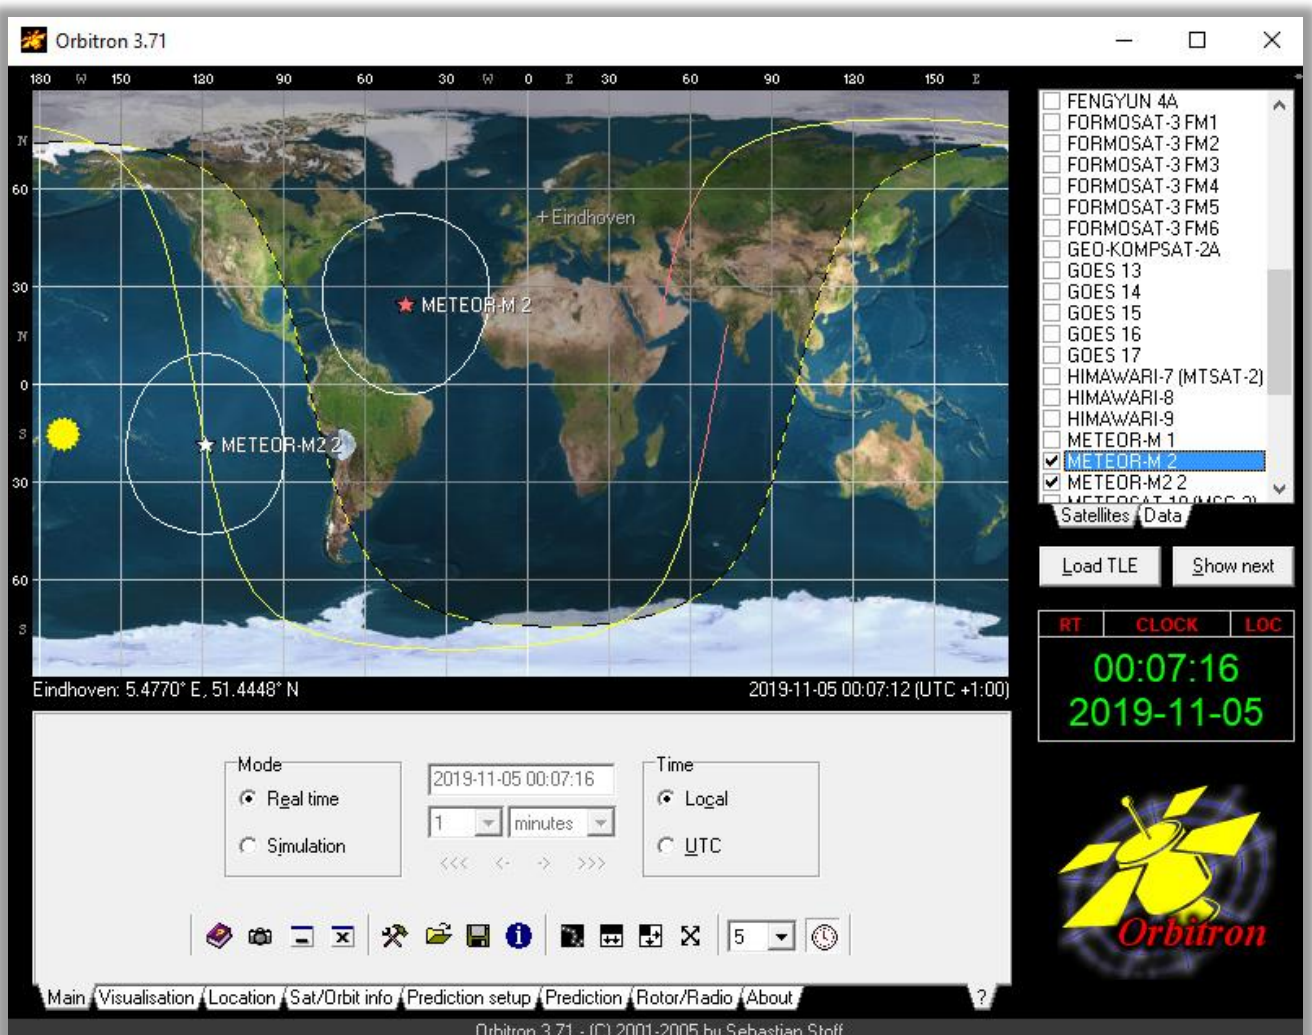 Orbitron 3.71
180 W 150 120 90 60 30 W 0 E 30 60 90 120 150 E
N
60
30
N
0
S
30
60
S
Eindhoven
METEOR-M 2
METEOR-M2 2
Eindhoven: 5.4770° E, 51.4448° N
2019-11-05 00:07:12 (UTC +1:00)
FENGYUN 4A
FORMOSAT-3 FM1
FORMOSAT-3 FM2
FORMOSAT-3 FM3
FORMOSAT-3 FM4
FORMOSAT-3 FM5
FORMOSAT-3 FM6
GEO-KOMPSAT-2A
GOES 13
GOES 14
GOES 15
GOES 16
GOES 17
HIMAWARI-7 (MTSAT-2)
HIMAWARI-8
HIMAWARI-9
METEOR-M 1
METEOR-M 2
METEOR-M2 2
METEOSAT-10 (MSG-3)
Satellites Data
Load TLE Show next
RT CLOCK LOC
00:07:16
2019-11-05
Orbitron
Mode
Real time
Simulation
2019-11-05 00:07:16
1 minutes
<<< <- -> >>>
Time
Local
UTC
5
Main Visualisation Location Sat/Orbit info Prediction setup Prediction Rotor/Radio About ?
Orbitron 3.71 - (C) 2001-2005 by Sebastian Stoff